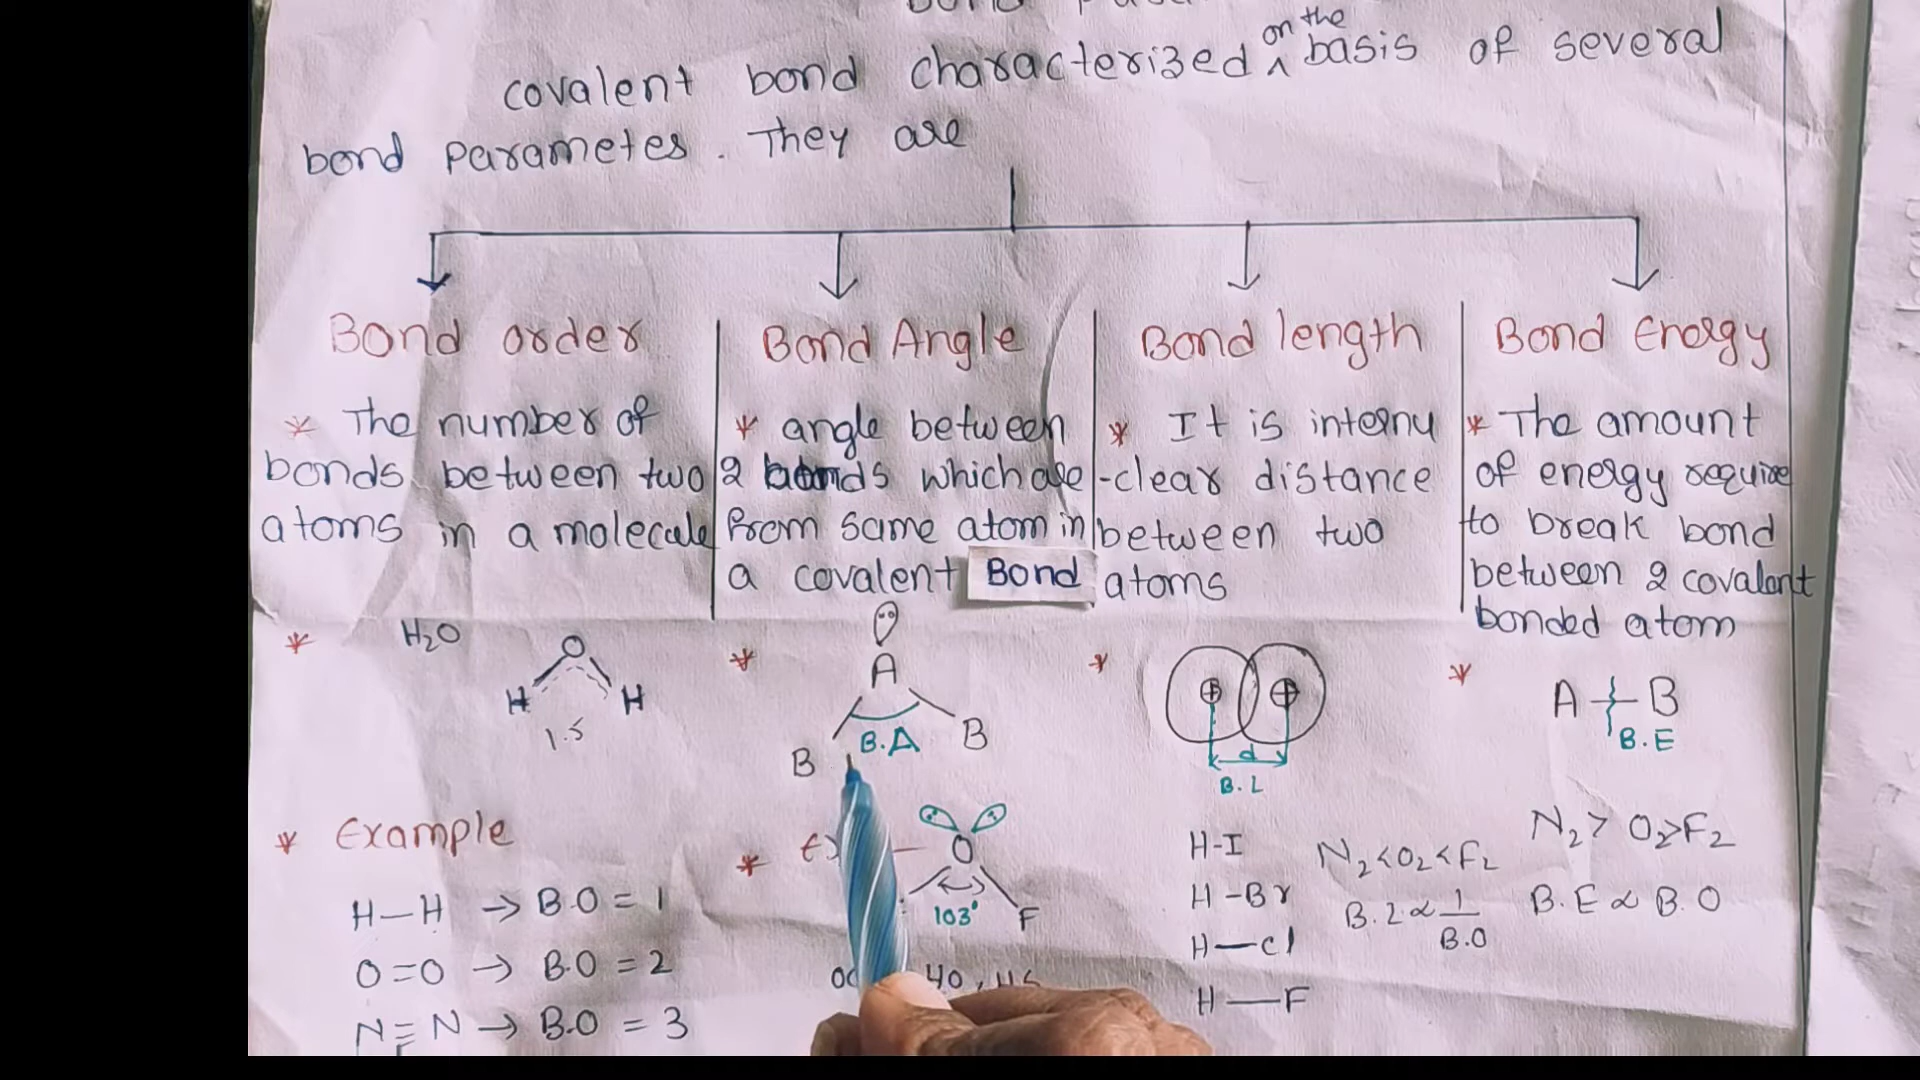 covalent bond characterized on the basis of several
bond Parametes. They are
Bond order
* The number of
bonds between two
atoms in a molecule
* H2O
O
H H
1.5
* Example
H—H → B.O = 1
O=O → B.O = 2
N≡N → B.O = 3
Bond Angle
* angle between
2 bonds which are
from same atom in
a covalent Bond
* A
B B
B.A
* O
103°
F
Bond length
* It is internu
-clear distance
between two
atoms
* d
B.L
H-I
H-Br
H—Cl
H—F
N2<O2<F2
B.L ∝ 1/B.O
Bond Energy
* The amount
of energy require
to break bond
between 2 covalent
bonded atom
* A B
B.E
N2> O2>F2
B.E ∝ B.O